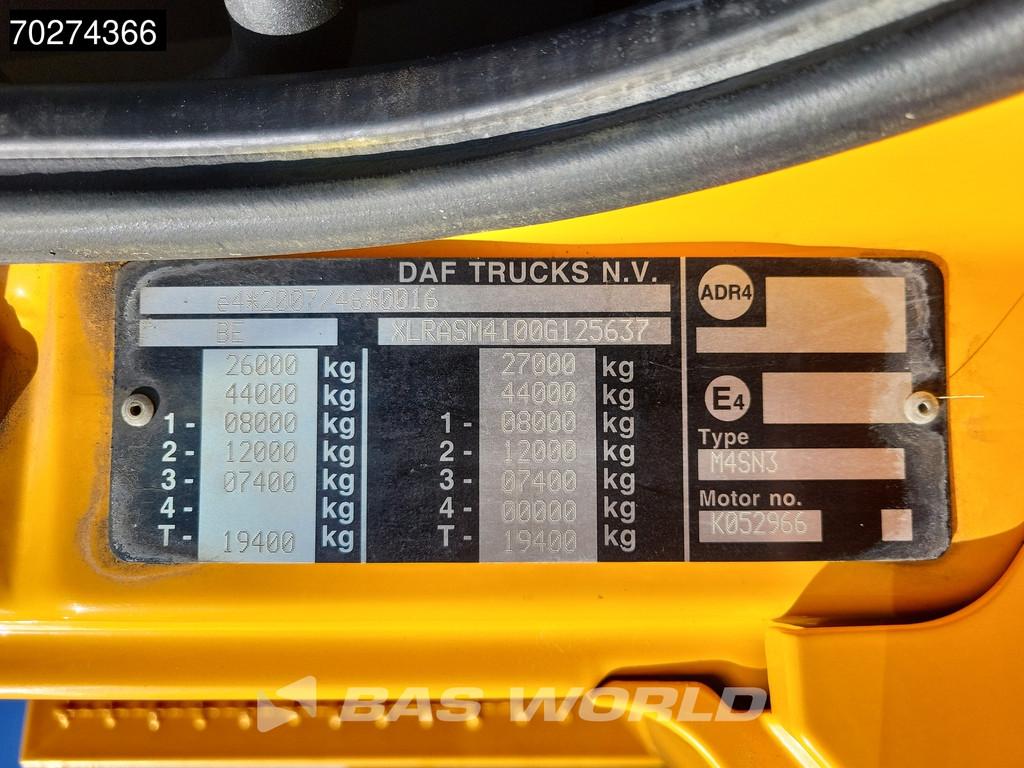 70274366
DAF TRUCKS N.V.
e4*2007/46*0016
BE XLRASM4100G125637
26000 kg 27000 kg
44000 kg 44000 kg
1- 08000 kg 1- 08000 kg
2- 12000 kg 2- 12000 kg
3- 07400 kg 3- 07400 kg
4- kg 4- 00000 kg
T- 19400 kg T- 19400 kg
ADR4
E4
Type
M4SN3
Motor no.
K052966
BAS WORLD